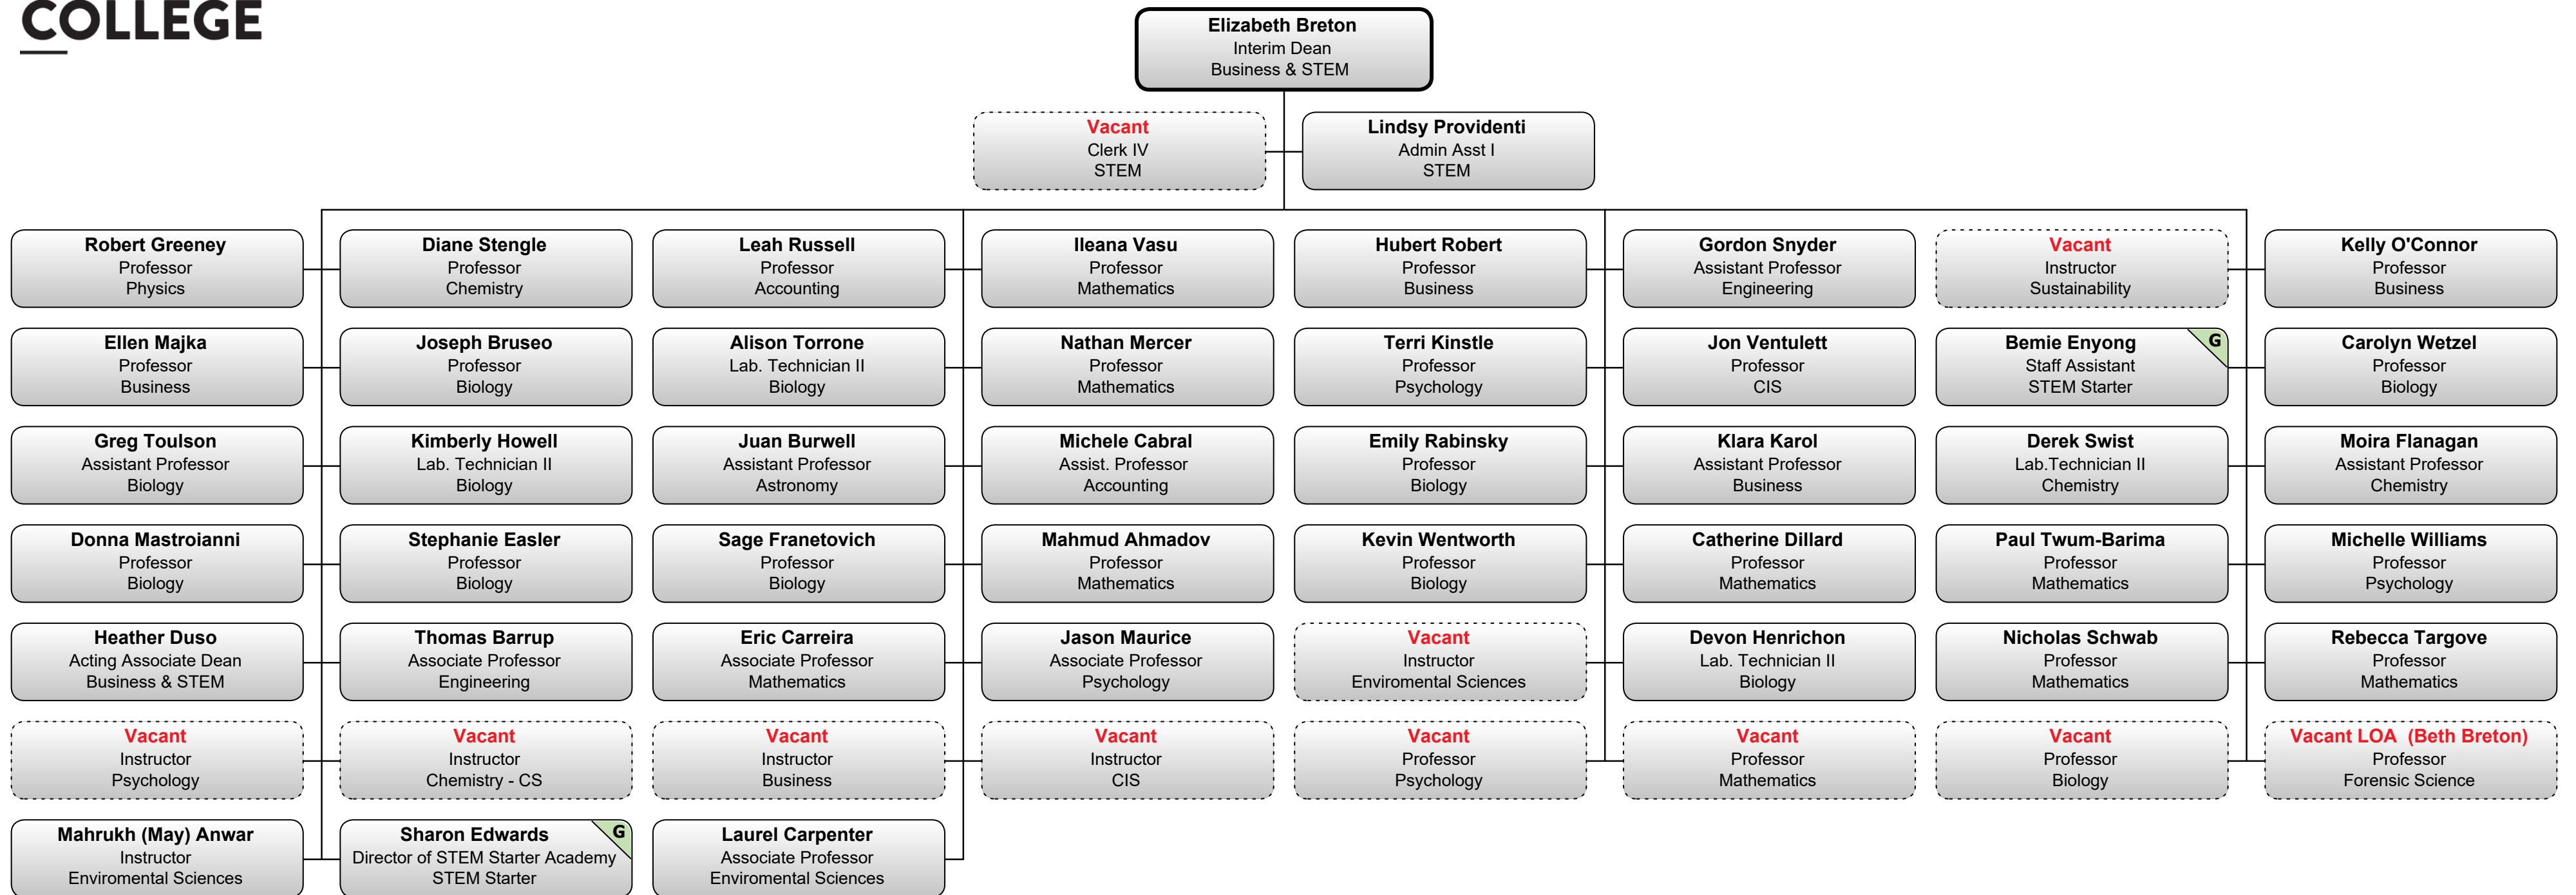 COLLEGE
Elizabeth Breton
Interim Dean
Business & STEM
Vacant
Clerk IV
STEM
Lindsy Providenti
Admin Asst I
STEM
Robert Greeney
Professor
Physics
Diane Stengle
Professor
Chemistry
Leah Russell
Professor
Accounting
Ileana Vasu
Professor
Mathematics
Hubert Robert
Professor
Business
Gordon Snyder
Assistant Professor
Engineering
Vacant
Instructor
Sustainability
Kelly O'Connor
Professor
Business
Ellen Majka
Professor
Business
Joseph Bruseo
Professor
Biology
Alison Torrone
Lab. Technician II
Biology
Nathan Mercer
Professor
Mathematics
Terri Kinstle
Professor
Psychology
Jon Ventulett
Professor
CIS
Bemie Enyong
Staff Assistant
STEM Starter
G
Carolyn Wetzel
Professor
Biology
Greg Toulson
Assistant Professor
Biology
Kimberly Howell
Lab. Technician II
Biology
Juan Burwell
Assistant Professor
Astronomy
Michele Cabral
Assist. Professor
Accounting
Emily Rabinsky
Professor
Biology
Klara Karol
Assistant Professor
Business
Derek Swist
Lab.Technician II
Chemistry
Moira Flanagan
Assistant Professor
Chemistry
Donna Mastroianni
Professor
Biology
Stephanie Easler
Professor
Biology
Sage Franetovich
Professor
Biology
Mahmud Ahmadov
Professor
Mathematics
Kevin Wentworth
Professor
Biology
Catherine Dillard
Professor
Mathematics
Paul Twum-Barima
Professor
Mathematics
Michelle Williams
Professor
Psychology
Heather Duso
Acting Associate Dean
Business & STEM
Thomas Barrup
Associate Professor
Engineering
Eric Carreira
Associate Professor
Mathematics
Jason Maurice
Associate Professor
Psychology
Vacant
Instructor
Enviromental Sciences
Devon Henrichon
Lab. Technician II
Biology
Nicholas Schwab
Professor
Mathematics
Rebecca Targove
Professor
Mathematics
Vacant
Instructor
Psychology
Vacant
Instructor
Chemistry - CS
Vacant
Instructor
Business
Vacant
Instructor
CIS
Vacant
Professor
Psychology
Vacant
Professor
Mathematics
Vacant
Professor
Biology
Vacant LOA (Beth Breton)
Professor
Forensic Science
Mahrukh (May) Anwar
Instructor
Enviromental Sciences
Sharon Edwards
Director of STEM Starter Academy
STEM Starter
G
Laurel Carpenter
Associate Professor
Enviromental Sciences